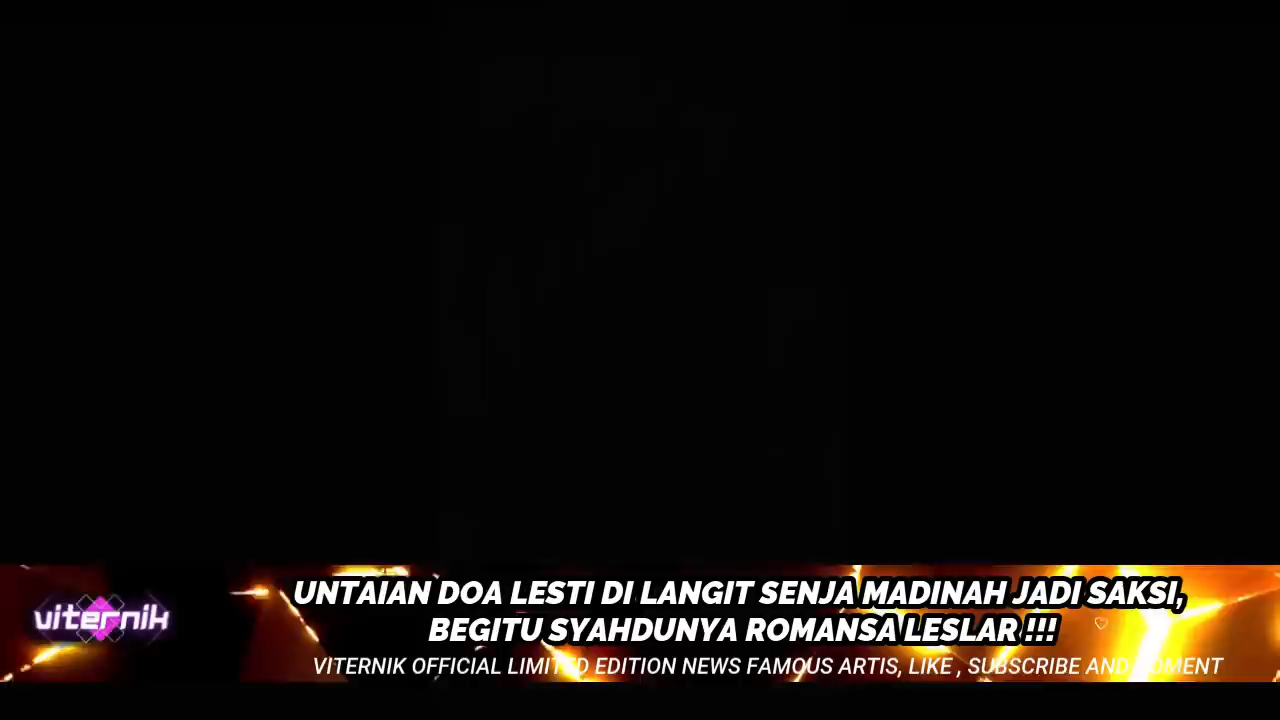 UNTAIAN DOA LESTI DI LANGIT SENJA MADINAH JADI SAKSI,
viternik
BEGITU SYAHDUNYA ROMANSA LESLAR !!!
VITERNIK OFFICIAL LIMITED EDITION NEWS FAMOUS ARTIS, LIKE , SUBSCRIBE AND